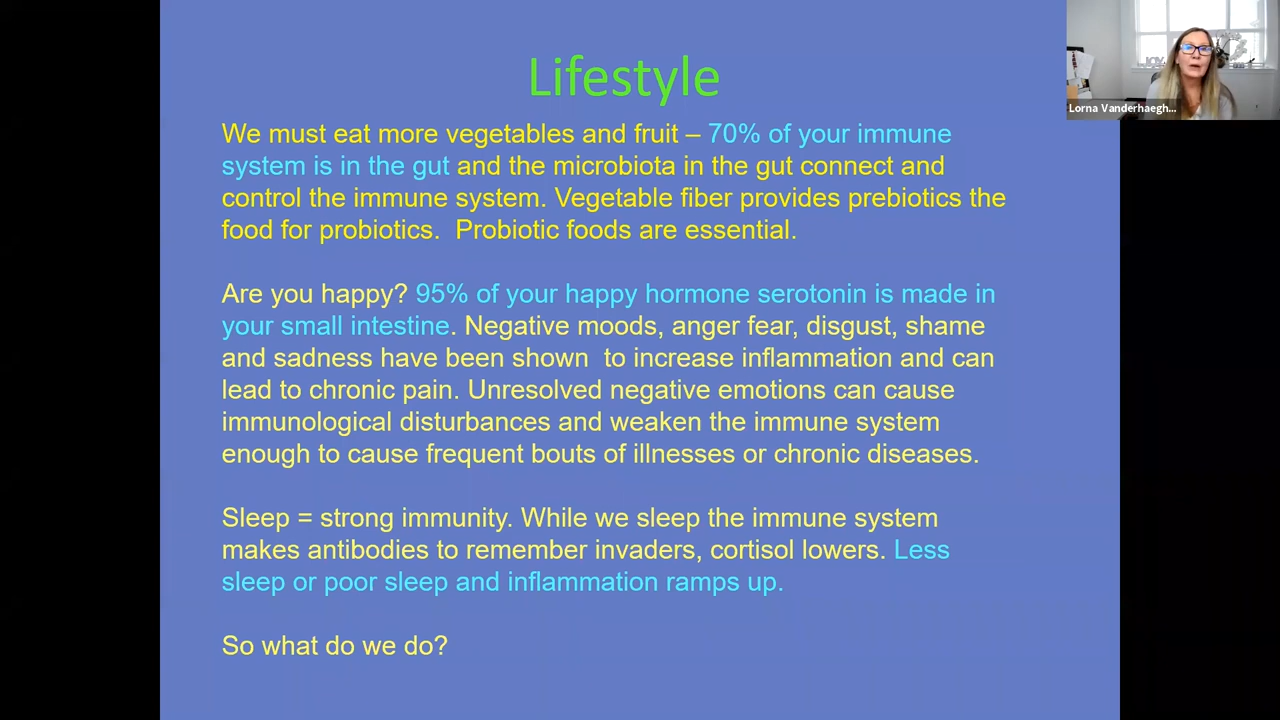 Lifestyle
We must eat more vegetables and fruit – 70% of your immune
system is in the gut and the microbiota in the gut connect and
control the immune system. Vegetable fiber provides prebiotics the
food for probiotics.  Probiotic foods are essential.
Are you happy? 95% of your happy hormone serotonin is made in
your small intestine. Negative moods, anger fear, disgust, shame
and sadness have been shown  to increase inflammation and can
lead to chronic pain. Unresolved negative emotions can cause
immunological disturbances and weaken the immune system
enough to cause frequent bouts of illnesses or chronic diseases.
Sleep = strong immunity. While we sleep the immune system
makes antibodies to remember invaders, cortisol lowers. Less
sleep or poor sleep and inflammation ramps up.
So what do we do?
Lorna Vanderhaegh...